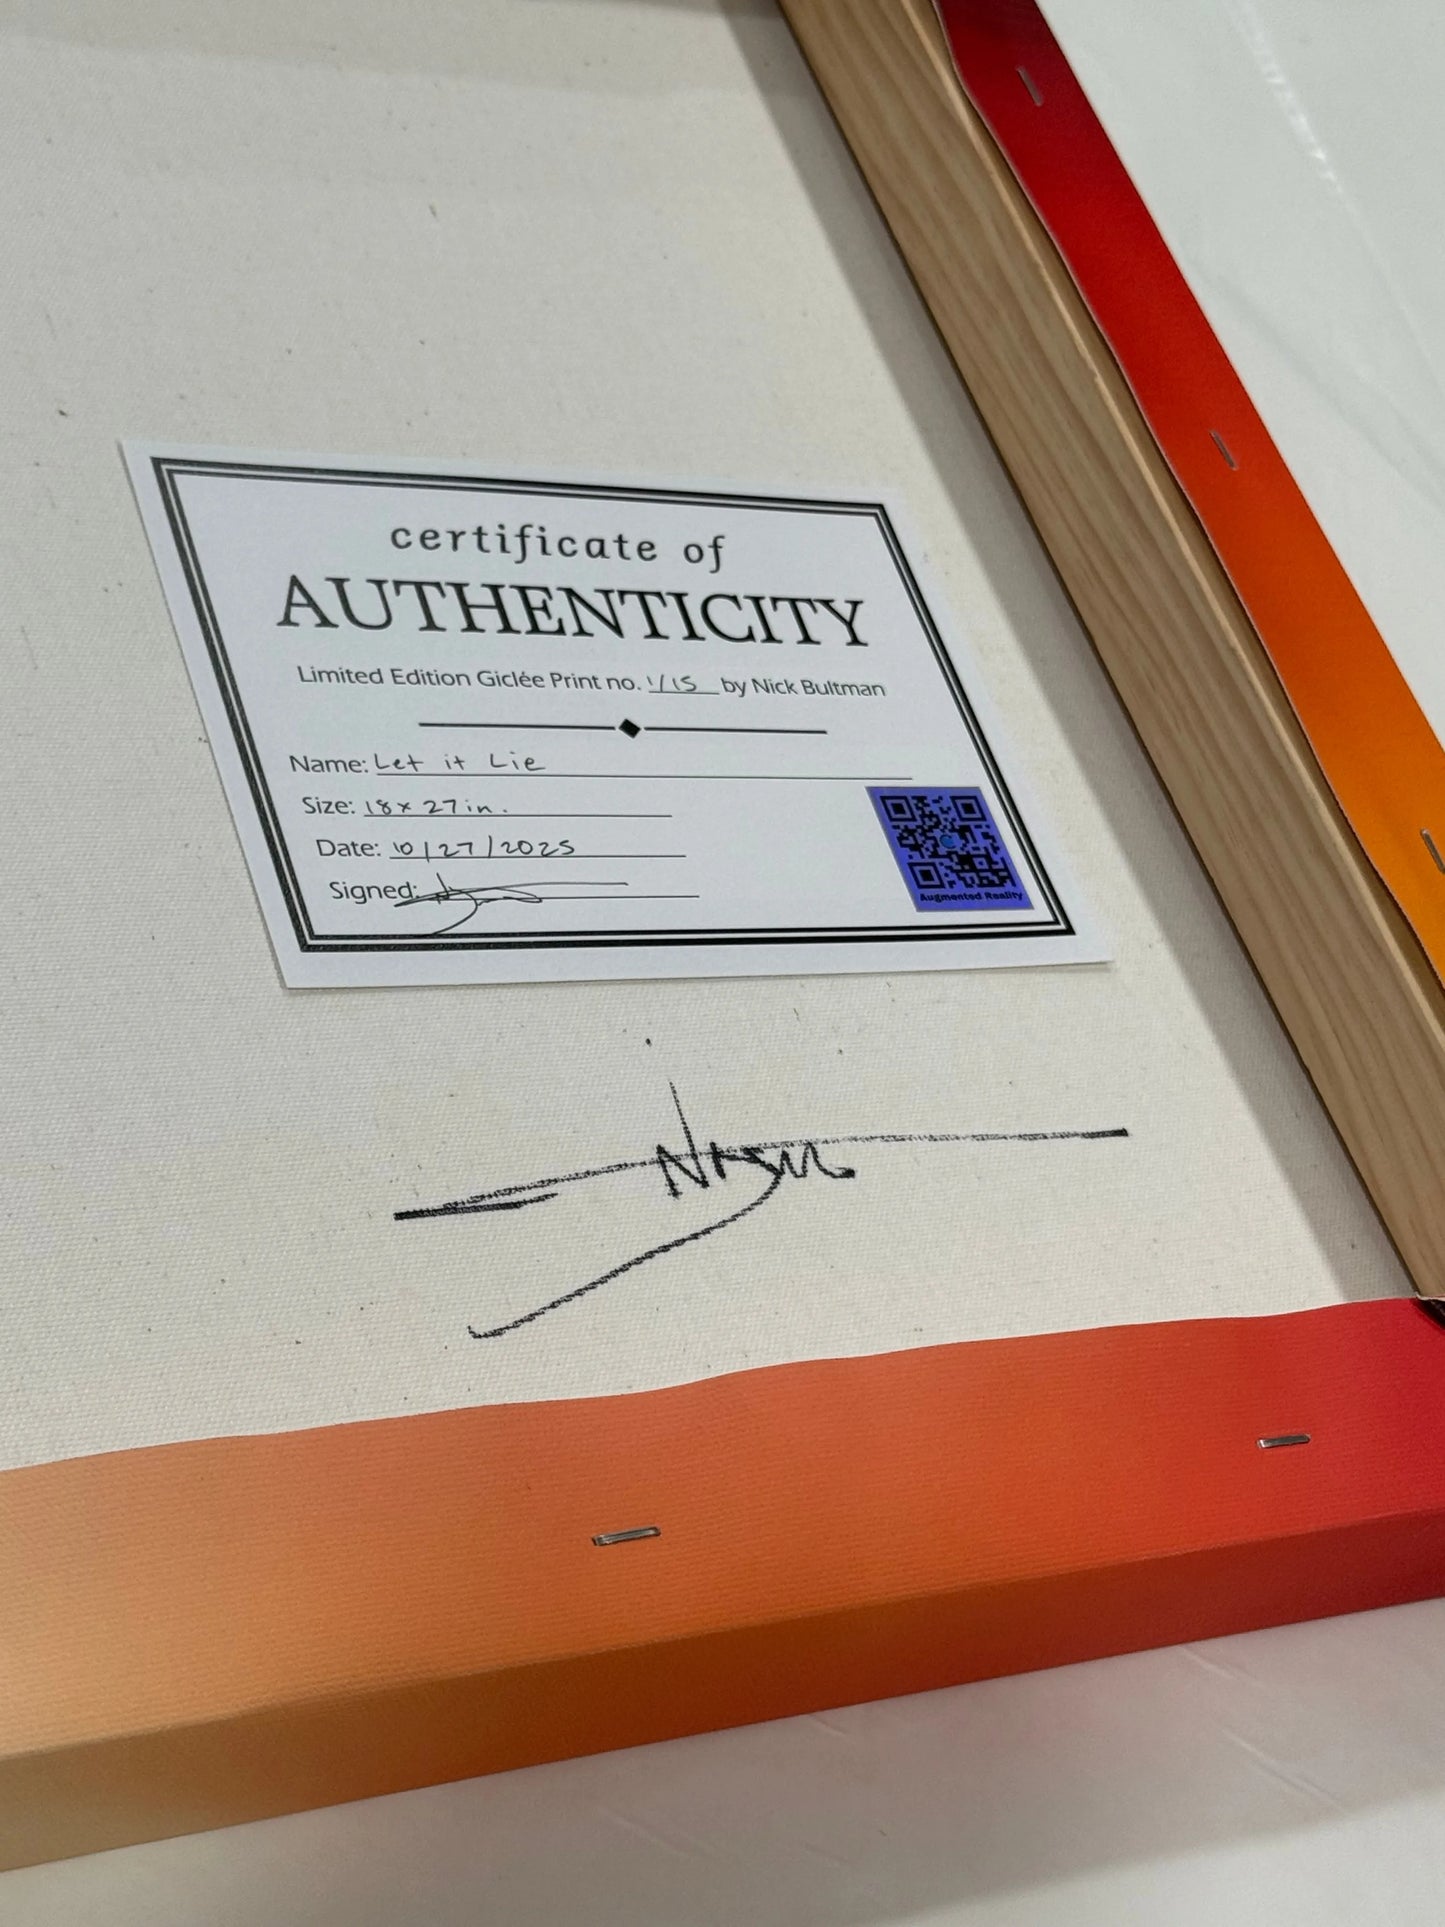 certificate of
AUTHENTICITY
Limited Edition Giclée Print no. 1/15 by Nick Bultman
Name: Let it Lie
Size: 18 x 27 in.
Date: 10/27/2025
Signed:
Augmented Reality